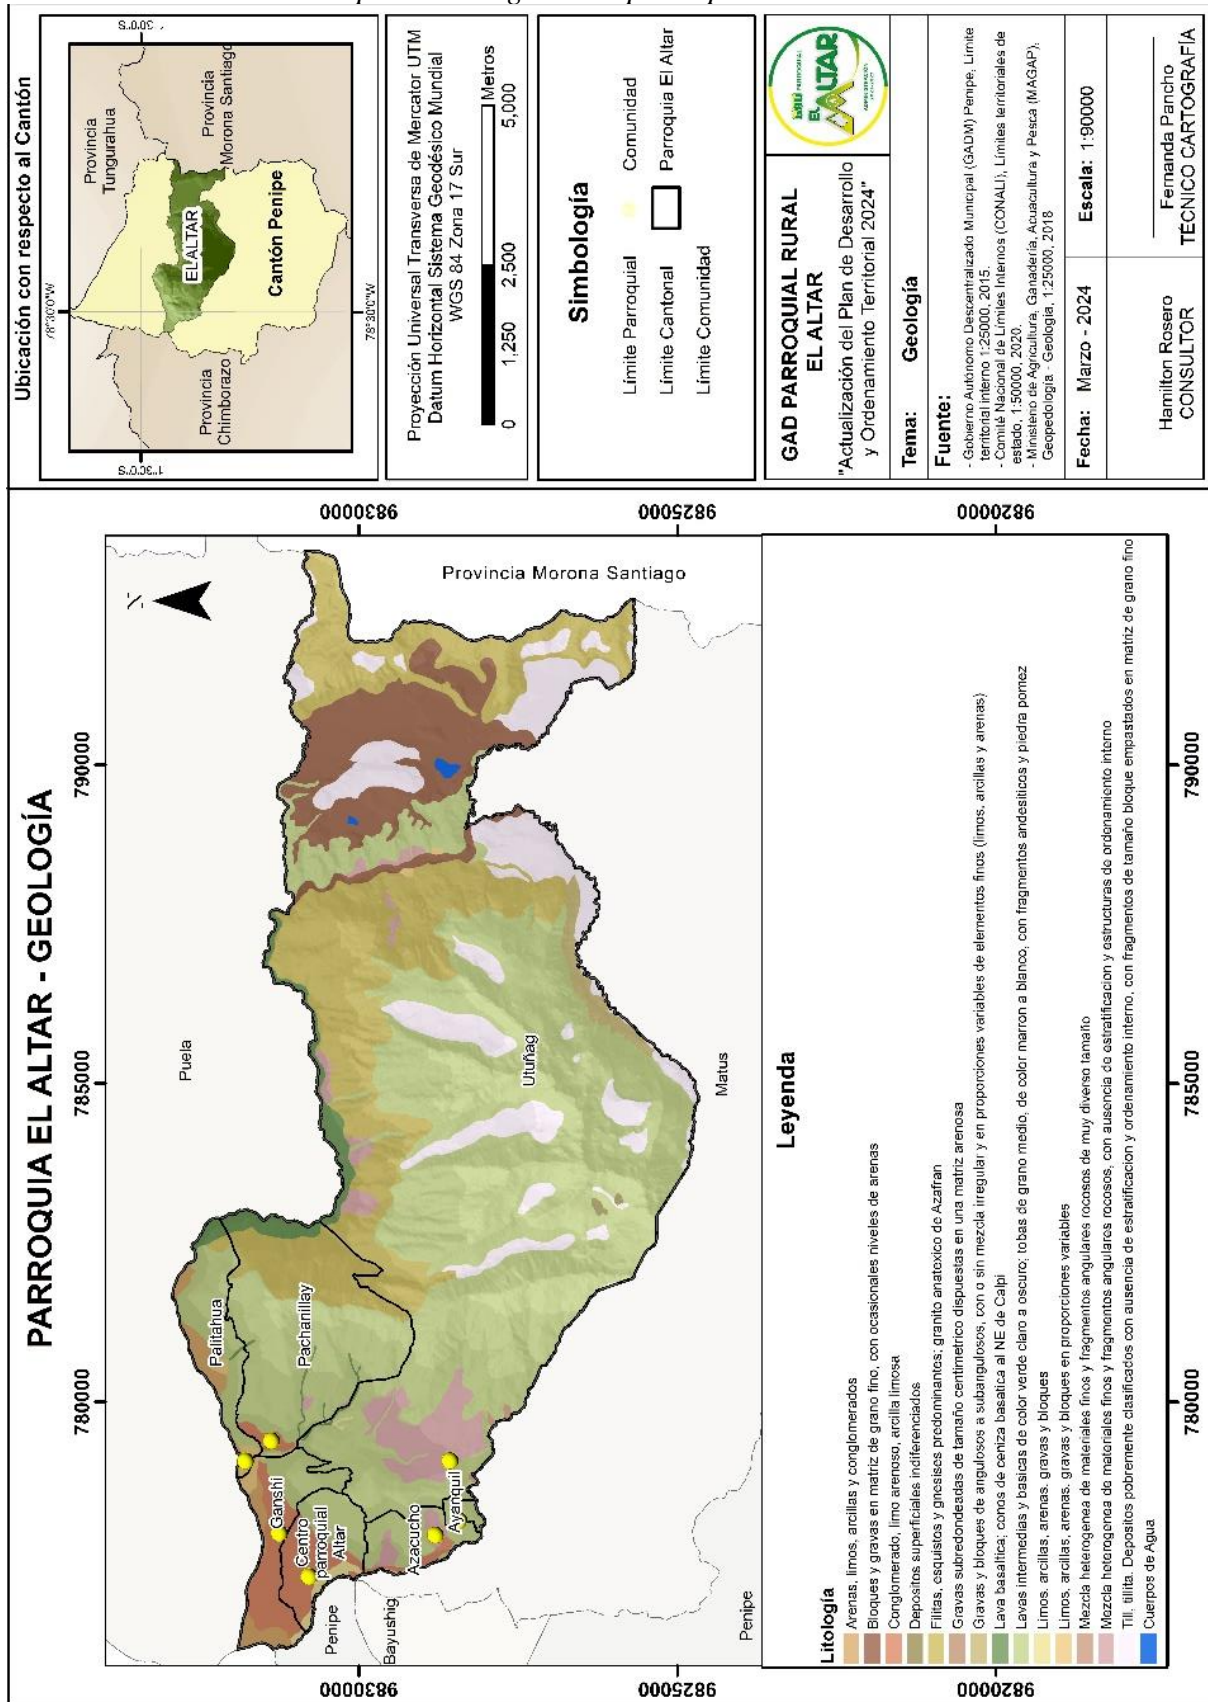 PARROQUIA EL ALTAR - GEOLOGÍA
780000
785000
790000
9830000
9825000
9820000
Puela
Palitahua
Pachanillay
Ganshi
Centro
parroquial
Altar
Azacucho
Ayanquil
Utuñag
Penipe
Bayushig
Penipe
Matus
Provincia Morona Santiago
9830000
9825000
9820000
780000
785000
790000
Leyenda
Litología
Arenas, limos, arcillas y conglomerados
Bloques y gravas en matriz de grano fino, con ocasionales niveles de arenas
Conglomerado, limo arenoso, arcilla limosa
Depositos superficiales indiferenciados
Filitas, esquistos y gneises predominantes; granito anatexico de Azafran
Gravas subredondeadas de tamaño centimetrico dispuestas en una matriz arenosa
Gravas y bloques de angulosos a subangulosos, con o sin mezcla irregular y en proporciones variables de elementos finos (limos, arcillas y arenas)
Lava basaltica; conos de ceniza basatica al NE de Calpi
Lavas intermedias y basicas de color verde claro a oscuro; tobas de grano medio, de color marron a blanco, con fragmentos andesiticos y piedra pomez
Limos, arcillas, arenas, gravas y bloques
Limos, arcillas, arenas, gravas y bloques en proporciones variables
Mezcla heterogenea de materiales finos y fragmentos angulares rocosos de muy diverso tamaño
Mezcla heterogenea de materiales finos y fragmentos angulares rocosos, con ausencia de estratificacion y estructuras de ordenamiento interno
Till, tillita. Depositos pobremente clasificados con ausencia de estratificacion y ordenamiento interno, con fragmentos de tamaño bloque empastados en matriz de grano fino
Cuerpos de Agua
Ubicación con respecto al Cantón
78°30'0"W
1°30'0"S
1°30'0"S
Provincia
Tungurahua
Provincia
Morona Santiago
EL ALTAR
Provincia
Chimborazo
Cantón Penipe
78°30'0"W
Proyección Universal Transversa de Mercator UTM
Datum Horizontal Sistema Geodésico Mundial
WGS 84 Zona 17 Sur
0 1,250 2,500 5,000
Metros
Simbología
Límite Parroquial
Comunidad
Límite Cantonal
Parroquia El Altar
Límite Comunidad
GAD PARROQUIAL RURAL
EL ALTAR
"Actualización del Plan de Desarrollo
y Ordenamiento Territorial 2024"
EL
ALTAR
Tema: Geología
Fuente:
- Gobierno Autónomo Descentralizado Municipal (GADM) Penipe, Límite
territorial interno 1:25000, 2015.
- Comité Nacional de Límites Internos (CONALI), Límites territoriales de
estado, 1:50000, 2020.
- Ministerio de Agricultura, Ganadería, Acuacultura y Pesca (MAGAP),
Geopedología - Geología, 1:25000, 2018
Fecha: Marzo - 2024
Escala: 1:90000
Hamilton Rosero
CONSULTOR
Fernanda Pancho
TÉCNICO CARTOGRAFÍA